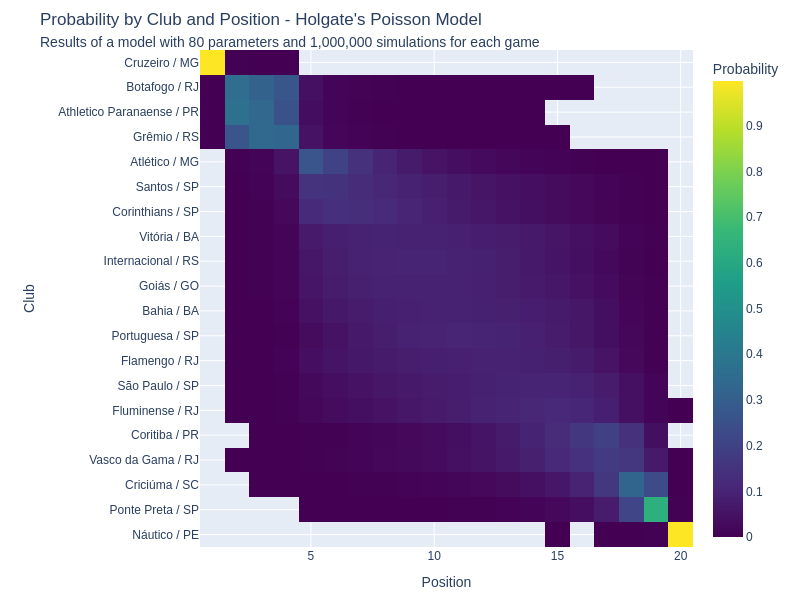 Probability by Club and Position - Holgate's Poisson Model
Results of a model with 80 parameters and 1,000,000 simulations for each game
Probability
Club
Cruzeiro / MG
Botafogo / RJ
Athletico Paranaense / PR
Grêmio / RS
Atlético / MG
Santos / SP
Corinthians / SP
Vitória / BA
Internacional / RS
Goiás / GO
Bahia / BA
Portuguesa / SP
Flamengo / RJ
São Paulo / SP
Fluminense / RJ
Coritiba / PR
Vasco da Gama / RJ
Criciúma / SC
Ponte Preta / SP
Náutico / PE
0.9
0.8
0.7
0.6
0.5
0.4
0.3
0.2
0.1
0
5 10 15 20
Position